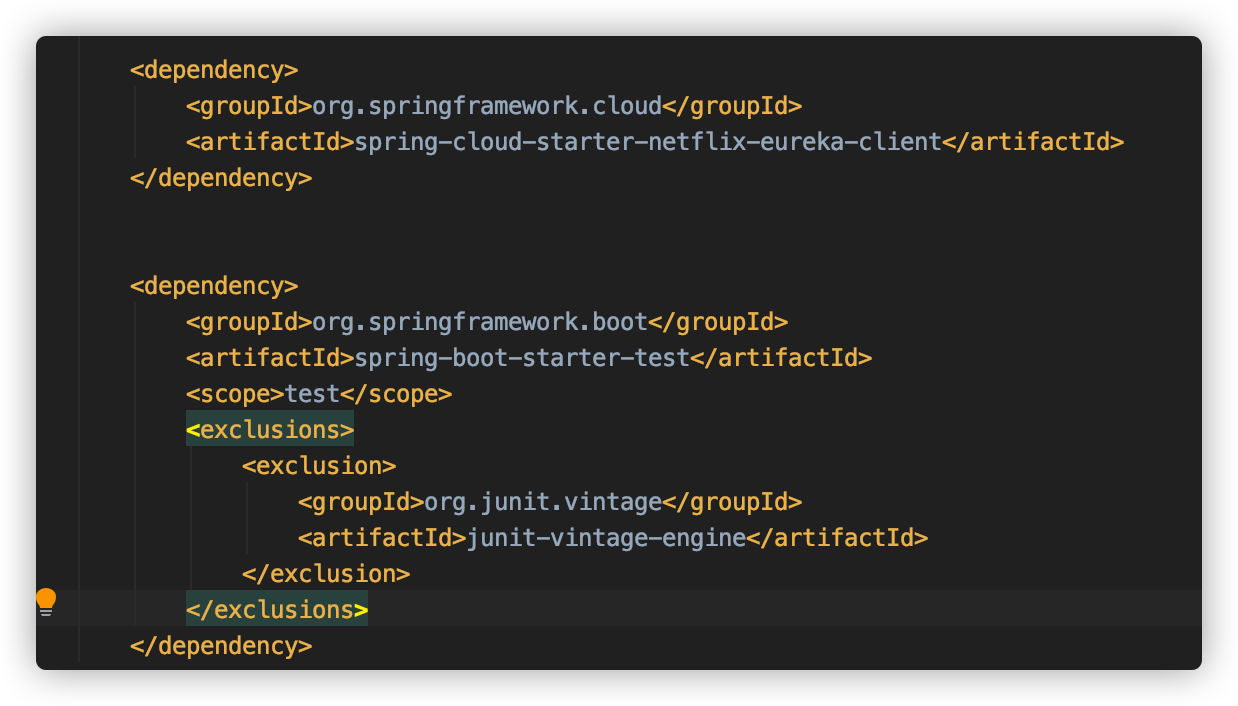 <dependency>
<groupId>org.springframework.cloud</groupId>
<artifactId>spring-cloud-starter-netflix-eureka-client</artifactId>
</dependency>
<dependency>
<groupId>org.springframework.boot</groupId>
<artifactId>spring-boot-starter-test</artifactId>
<scope>test</scope>
<exclusions>
<exclusion>
<groupId>org.junit.vintage</groupId>
<artifactId>junit-vintage-engine</artifactId>
</exclusion>
</exclusions>
</dependency>